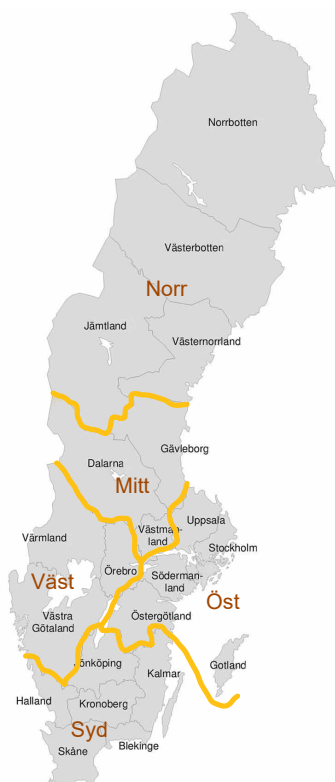 Norrbotten
Västerbotten
Norr
Jämtland
Västernorrland
Gävleborg
Dalarna
Mitt
Uppsala
Västman-
land
Värmland
Stockholm
Örebro
Söderman-
land
Väst
Öst
Västra
Götaland
Östergötland
Jönköping
Gotland
Kalmar
Halland
Kronoberg
Syd
Blekinge
Skåne